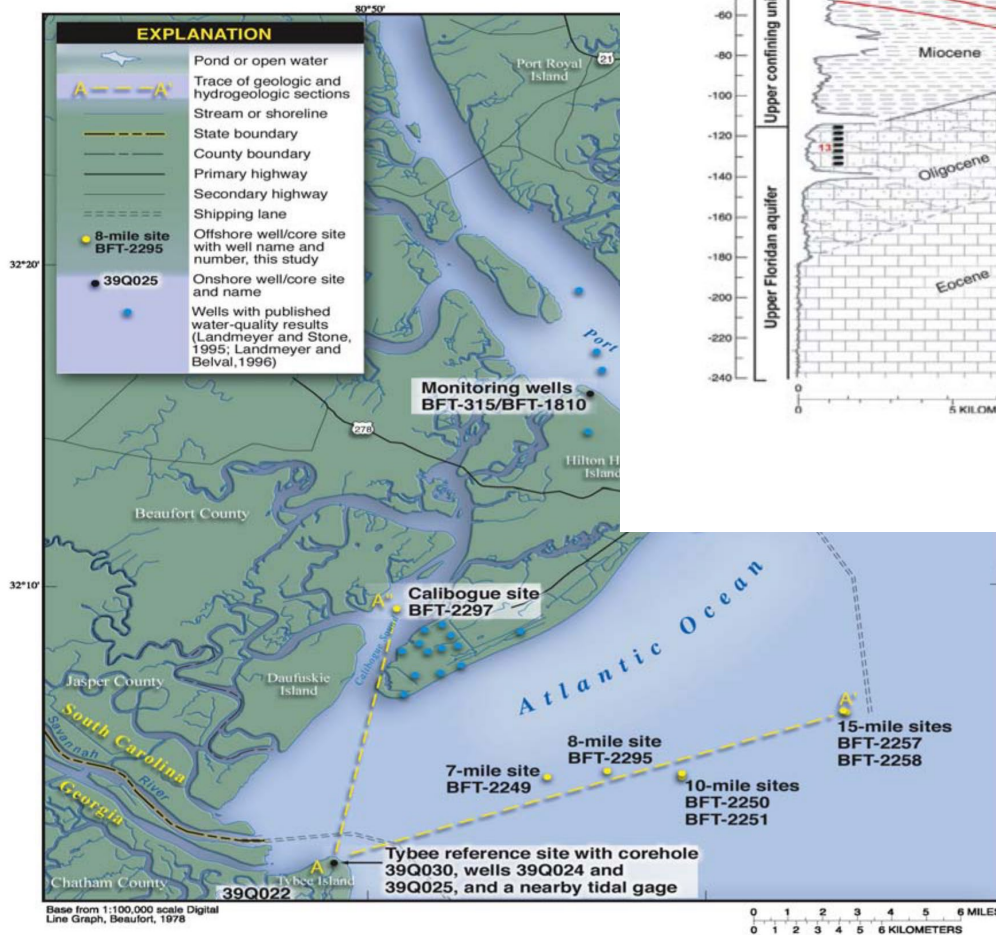 80°50'
EXPLANATION
Pond or open water
A A'
Trace of geologic and
hydrogeologic sections
Stream or shoreline
State boundary
County boundary
Primary highway
Secondary highway
Shipping lane
8-mile site
BFT-2295
Offshore well/core site
with well name and
number, this study
39Q025
Onshore well/core site
and name
Wells with published
water-quality results
(Landmeyer and Stone,
1995; Landmeyer and
Belval,1996)
Port Royal
Island
21
32°20'
Port
Monitoring wells
BFT-315/BFT-1810
278
Hilton H
Island
Beaufort County
32°10'
A"
Calibogue site
BFT-2297
Calibogue Sound
Daufuskie
Island
Jasper County
South Carolina
Savannah
River
Georgia
Chatham County
Atlantic Ocean
A'
15-mile sites
BFT-2257
BFT-2258
8-mile site
BFT-2295
7-mile site
BFT-2249
10-mile sites
BFT-2250
BFT-2251
A
Tybee reference site with corehole
39Q030, wells 39Q024 and
39Q025, and a nearby tidal gage
Tybee Island
39Q022
Base from 1:100,000 scale Digital
Line Graph, Beaufort, 1978
0 1 2 3 4 5 6 MILES
0 1 2 3 4 5 6 KILOMETERS
-60
-80
-100
-120
-140
-160
-180
-200
-220
-240
Upper confining uni
Upper Floridan aquifer
Miocene
13
Oligocene
Eocene
0
0 5 KILOM